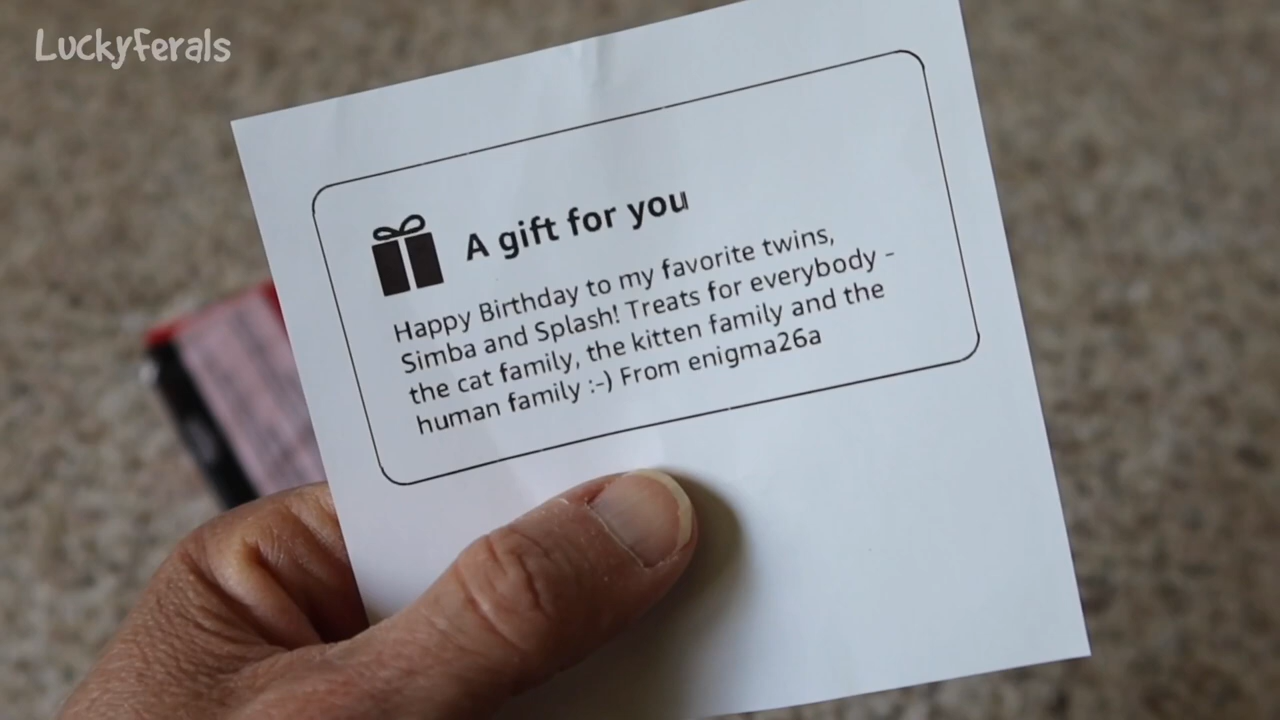 LuckyFerals
A gift for you
Happy Birthday to my favorite twins,
Simba and Splash! Treats for everybody -
the cat family, the kitten family and the
human family :-) From enigma26a